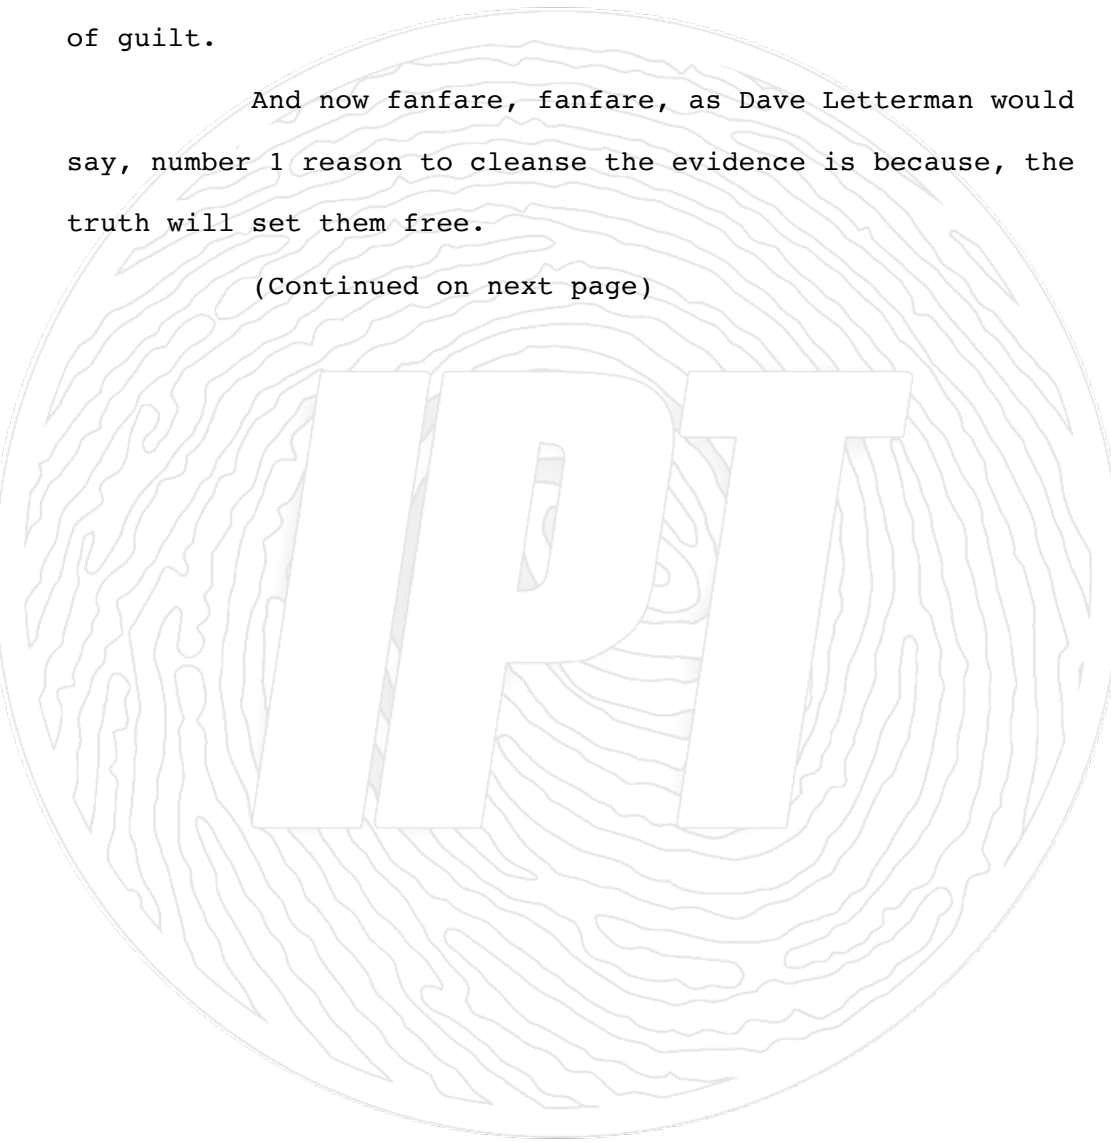 of guilt.
And now fanfare, fanfare, as Dave Letterman would
say, number 1 reason to cleanse the evidence is because, the
truth will set them free.
(Continued on next page)
IPT